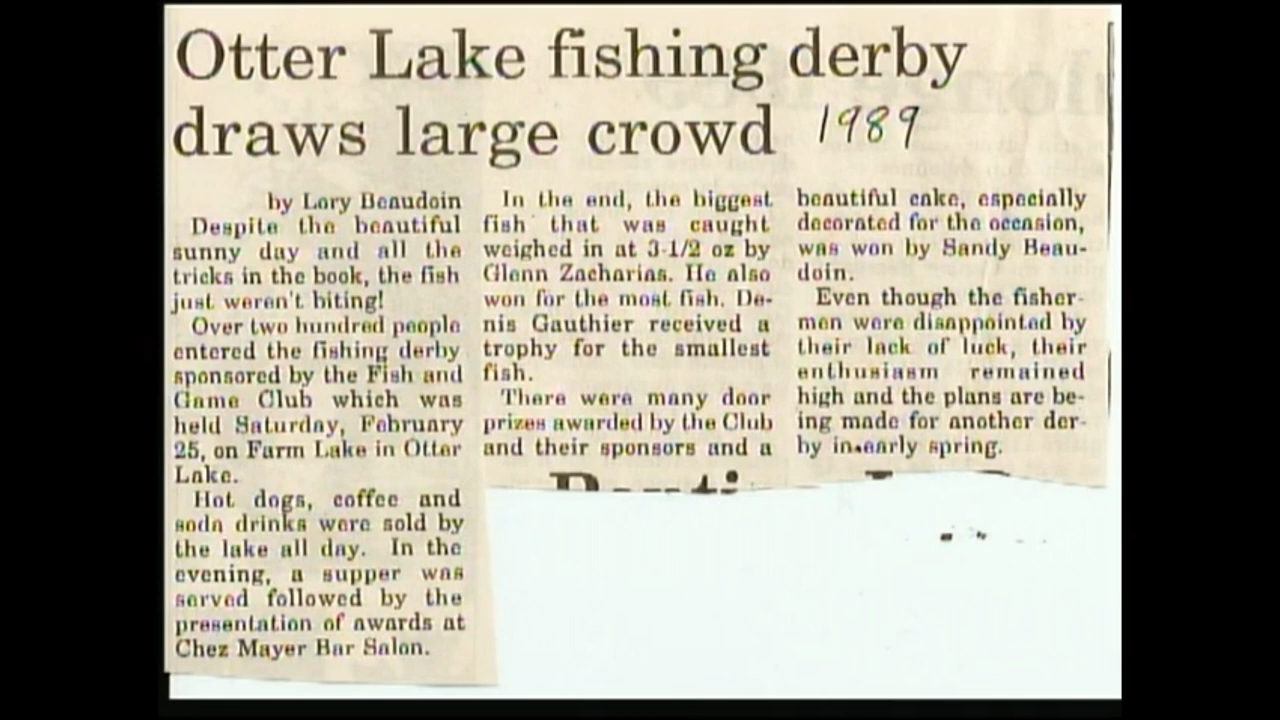 Otter Lake fishing derby
draws large crowd 1989
by Lory Beaudoin
Despite the beautiful
sunny day and all the
tricks in the book, the fish
just weren't biting!
Over two hundred people
entered the fishing derby
sponsored by the Fish and
Game Club which was
held Saturday, February
25, on Farm Lake in Otter
Lake.
Hot dogs, coffee and
soda drinks were sold by
the lake all day. In the
evening, a supper was
served followed by the
presentation of awards at
Chez Mayer Bar Salon.
In the end, the biggest
fish that was caught
weighed in at 3-1/2 oz by
Glenn Zacharias. He also
won for the most fish. De-
nis Gauthier received a
trophy for the smallest
fish.
There were many door
prizes awarded by the Club
and their sponsors and a
beautiful cake, especially
decorated for the occasion,
was won by Sandy Beau-
doin.
Even though the fisher-
men were disappointed by
their lack of luck, their
enthusiasm remained
high and the plans are be-
ing made for another der-
by in early spring.